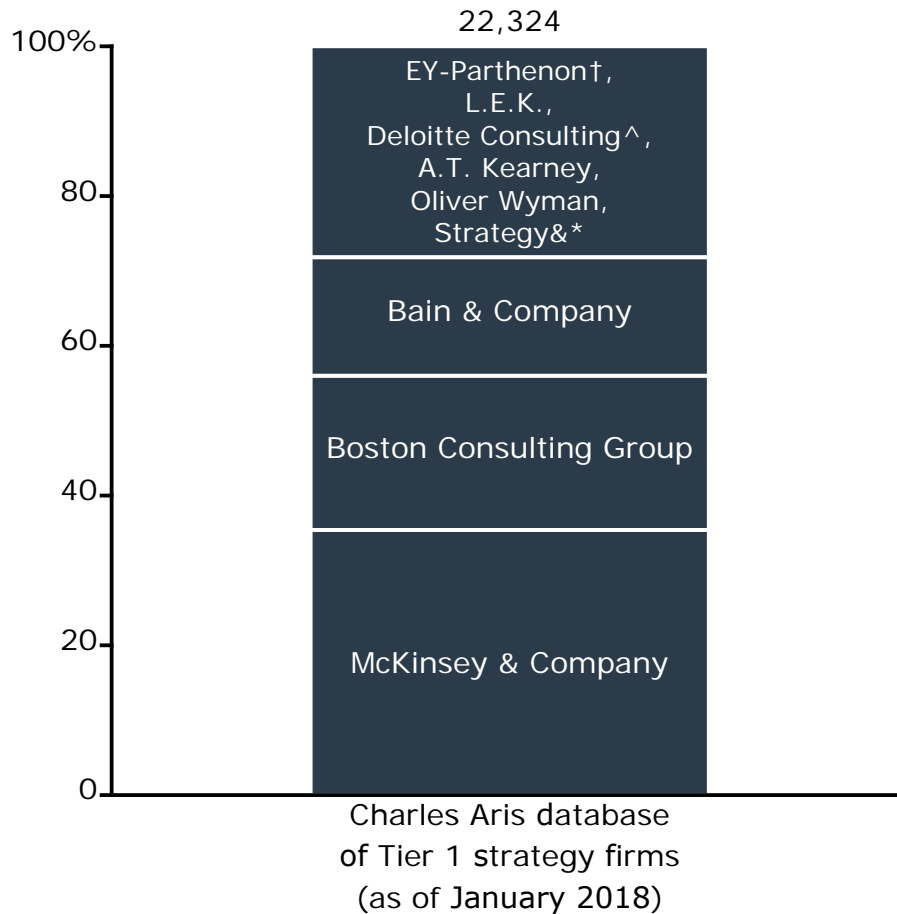 22,324
100%
EY-Parthenon†,
L.E.K.,
Deloitte Consulting^,
A.T. Kearney,
Oliver Wyman,
Strategy&*
80
Bain & Company
60
Boston Consulting Group
40
McKinsey & Company
20
0
Charles Aris database
of Tier 1 strategy firms
(as of January 2018)